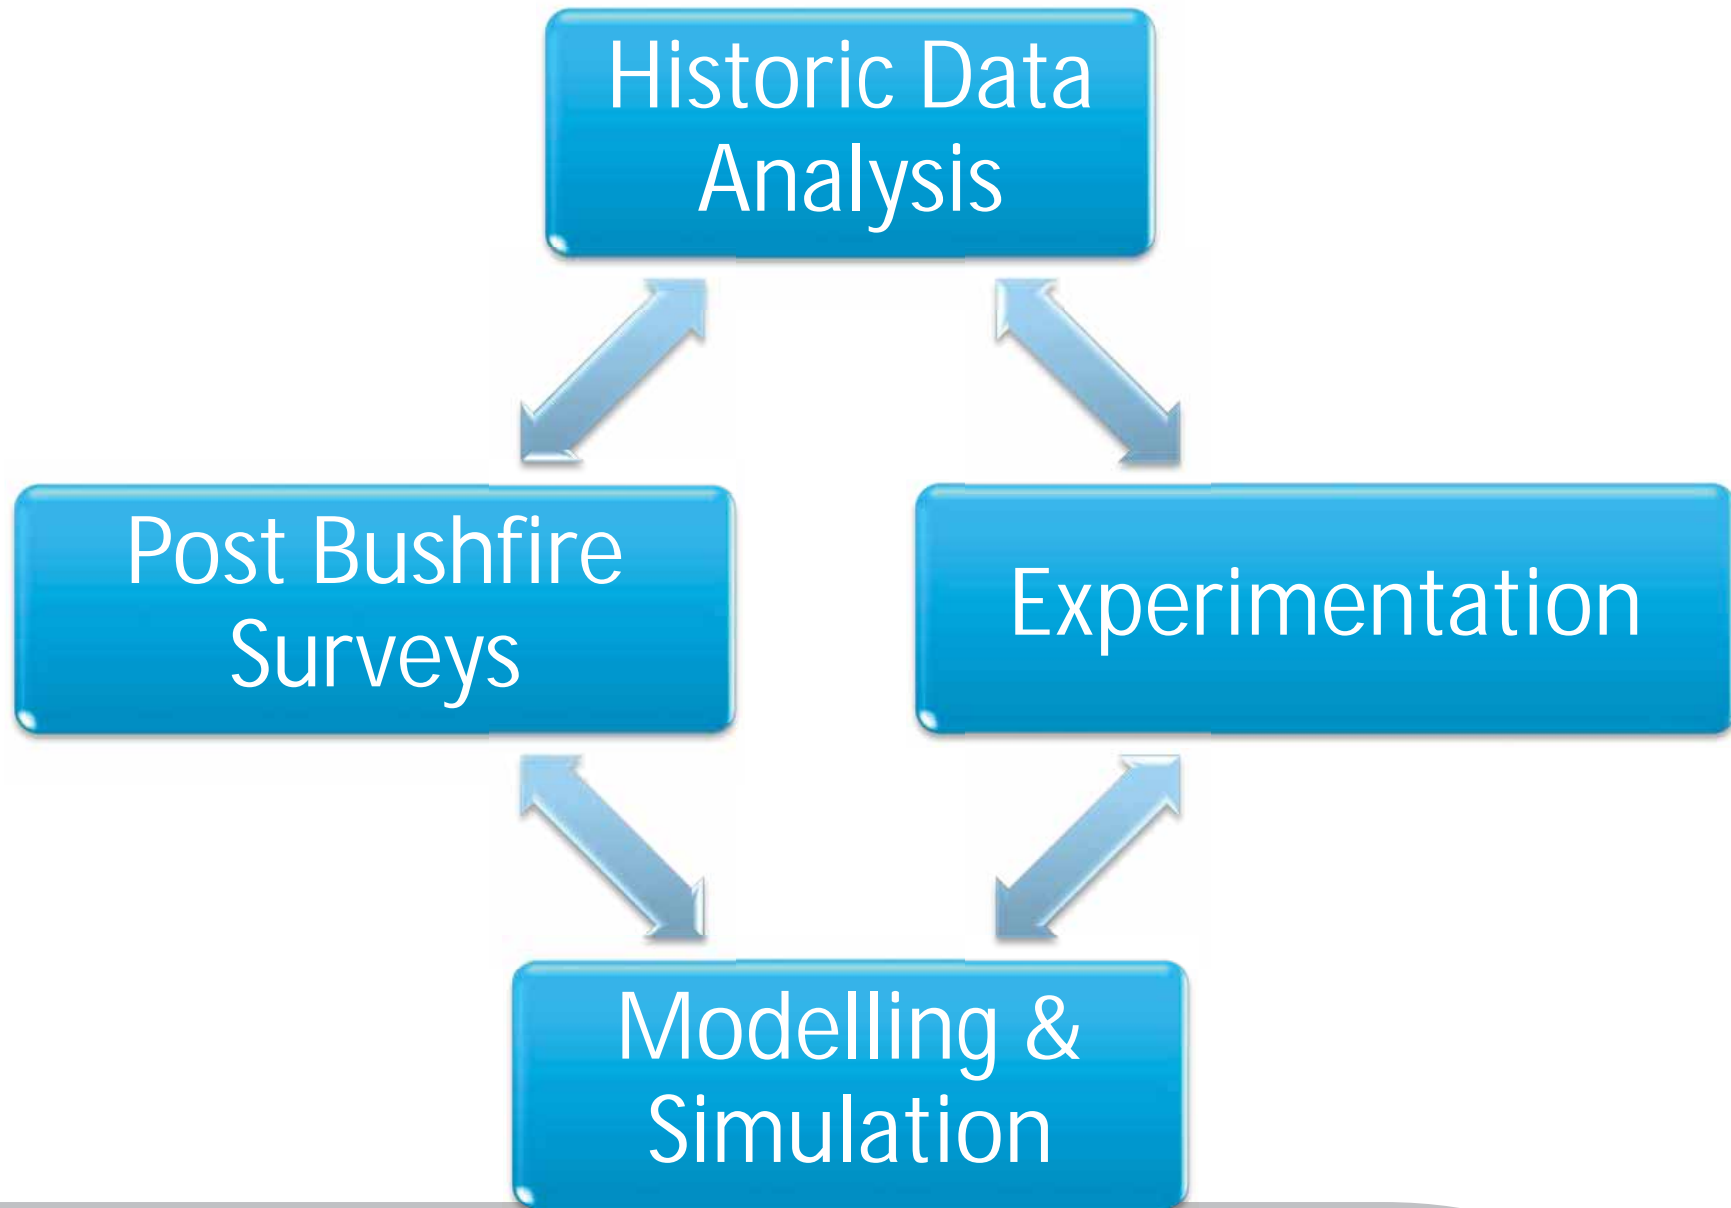 Historic Data
Analysis
Post Bushfire
Surveys
Experimentation
Modelling &
Simulation